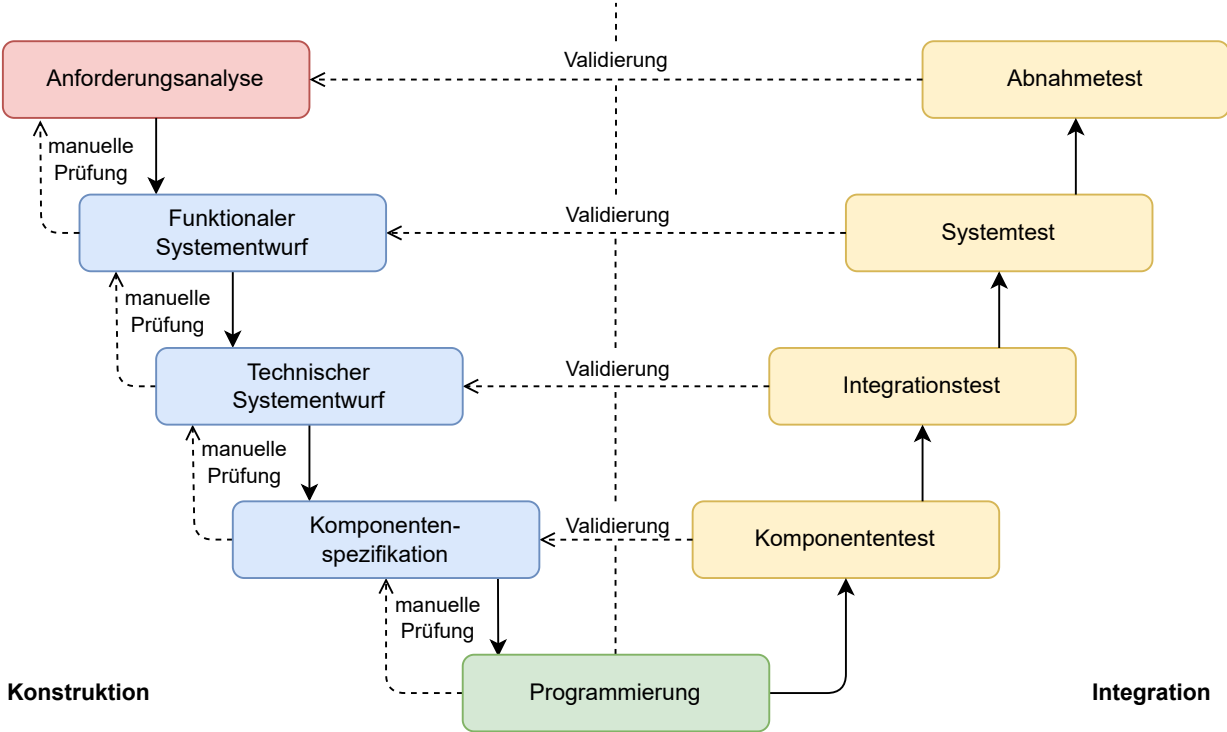 Validierung
Anforderungsanalyse
Abnahmetest
manuelle
Prüfung
Funktionaler
Systementwurf
Validierung
Systemtest
manuelle
Prüfung
Technischer
Systementwurf
Validierung
Integrationstest
manuelle
Prüfung
Komponenten-
spezifikation
Validierung
Komponententest
manuelle
Prüfung
Konstruktion
Programmierung
Integration